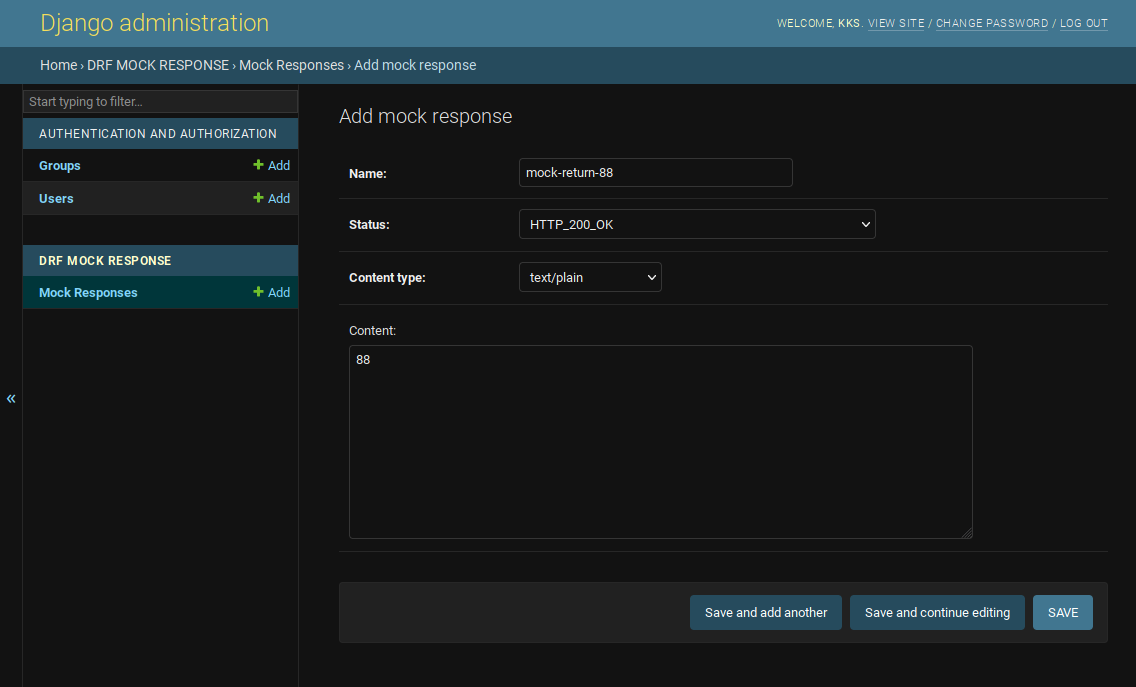 Django administration
WELCOME, KKS. VIEW SITE / CHANGE PASSWORD / LOG OUT
Home › DRF MOCK RESPONSE › Mock Responses › Add mock response
Start typing to filter...
AUTHENTICATION AND AUTHORIZATION
Groups + Add
Users + Add
DRF MOCK RESPONSE
Mock Responses + Add
«
Add mock response
Name: mock-return-88
Status: HTTP_200_OK
Content type: text/plain
Content:
88
Save and add another Save and continue editing SAVE